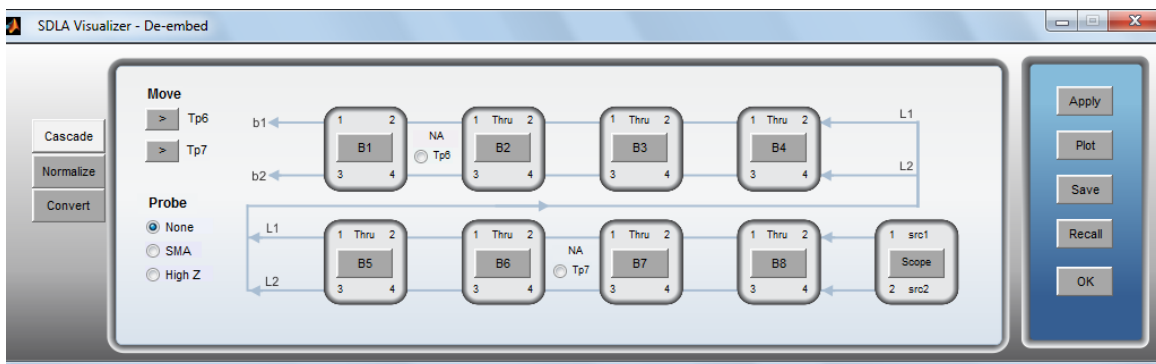 SDLA Visualizer - De-embed
Cascade
Normalize
Convert
Move
> Tp6
> Tp7
Probe
None
SMA
High Z
b1 1 2 NA 1 Thru 2 1 Thru 2 1 Thru 2 L1
B1 Tp6 B2 B3 B4
b2 3 4 3 4 3 4 3 4 L2
L1 1 Thru 2 1 Thru 2 NA 1 Thru 2 1 Thru 2 1 src1
B5 B6 Tp7 B7 B8 Scope
L2 3 4 3 4 3 4 3 4 2 src2
Apply
Plot
Save
Recall
OK